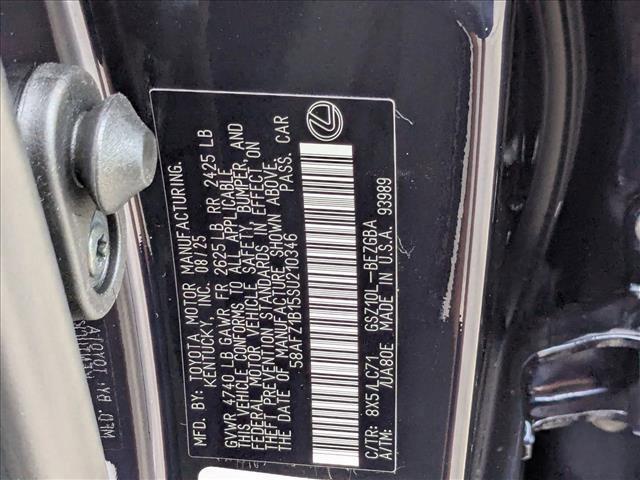 MFD. BY: TOYOTA MOTOR MANUFACTURING,
KENTUCKY, INC. 08/25
GVWR 4740 LB GAWR FR 2625 LB RR 2425 LB
THIS VEHICLE CONFORMS TO ALL APPLICABLE
FEDERAL MOTOR VEHICLE SAFETY, BUMPER, AND
THEFT PREVENTION STANDARDS IN EFFECT ON
THE DATE OF MANUFACTURE SHOWN ABOVE.
58AFZ1B15SU210346 PASS. CAR
C/TR: 8X5/LC71 GSZ10L-BEZGBA
A/TM: /UA80E MADE IN U.S.A. 93989